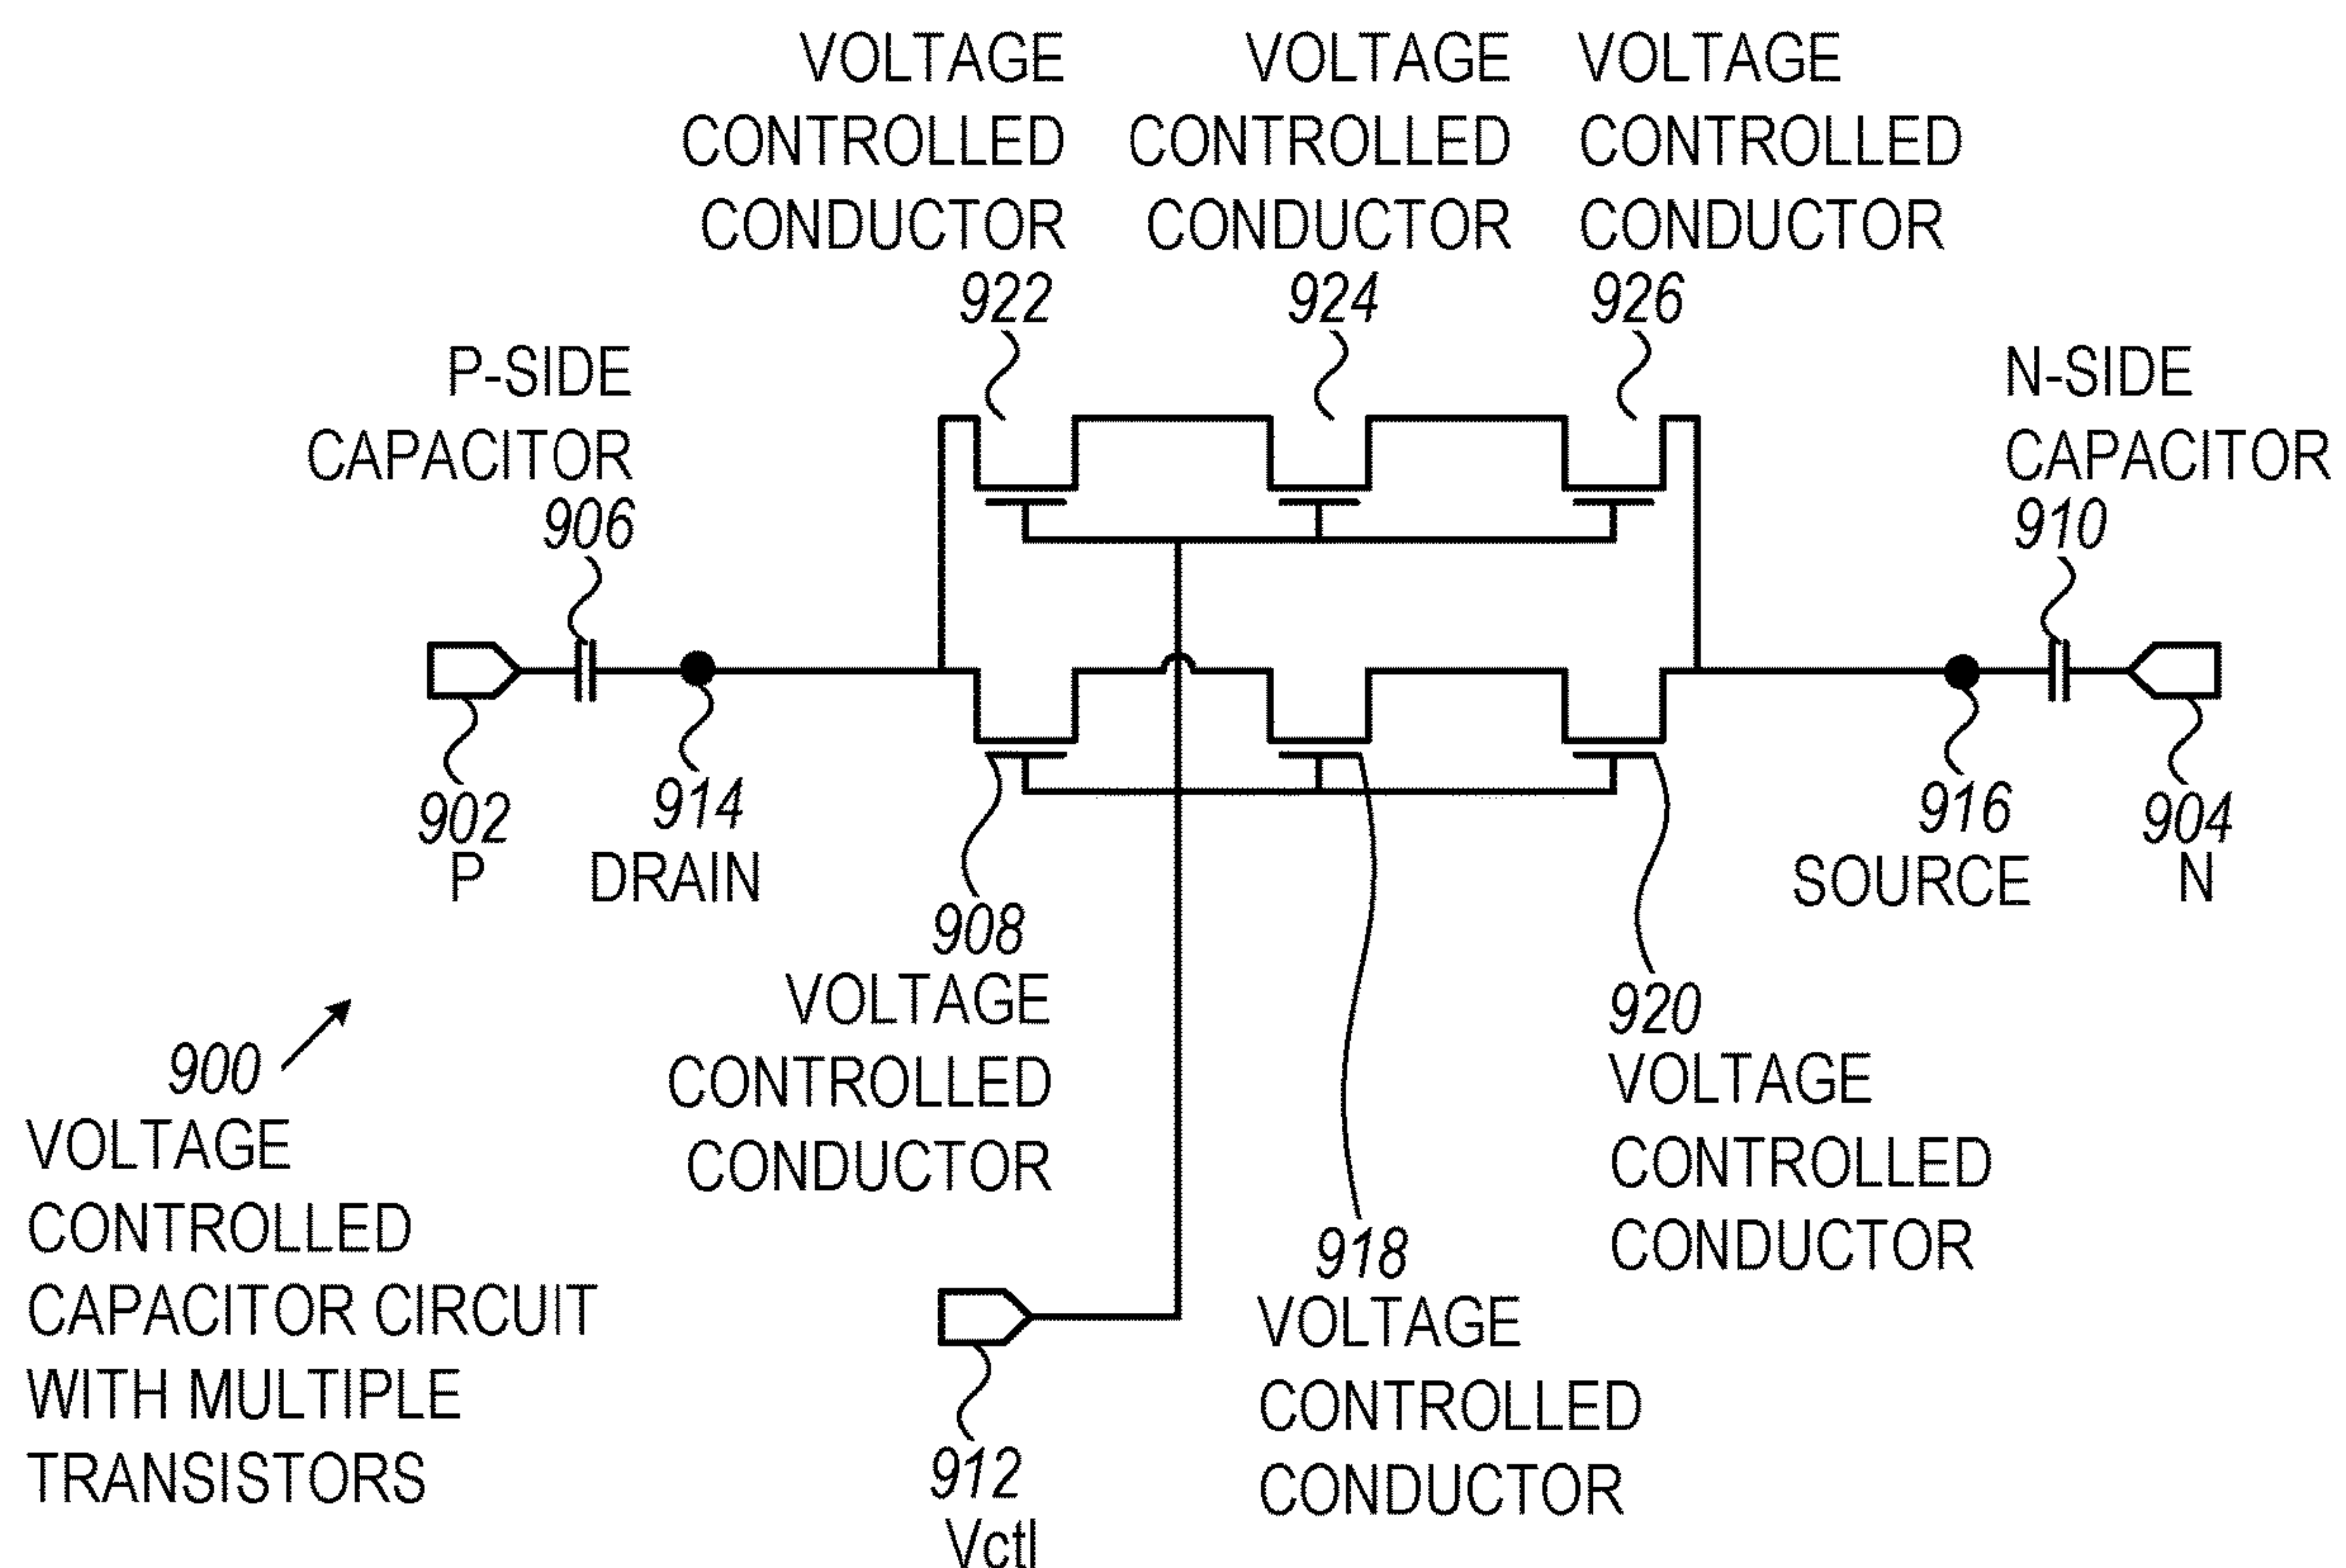 VOLTAGE
CONTROLLED
CONDUCTOR
922
VOLTAGE
CONTROLLED
CONDUCTOR
924
VOLTAGE
CONTROLLED
CONDUCTOR
926
P-SIDE
CAPACITOR
906
N-SIDE
CAPACITOR
910
902
P
914
DRAIN
916
SOURCE
904
N
908
VOLTAGE
CONTROLLED
CONDUCTOR
920
VOLTAGE
CONTROLLED
CONDUCTOR
900
VOLTAGE
CONTROLLED
CAPACITOR CIRCUIT
WITH MULTIPLE
TRANSISTORS
918
VOLTAGE
CONTROLLED
CONDUCTOR
912
Vctl